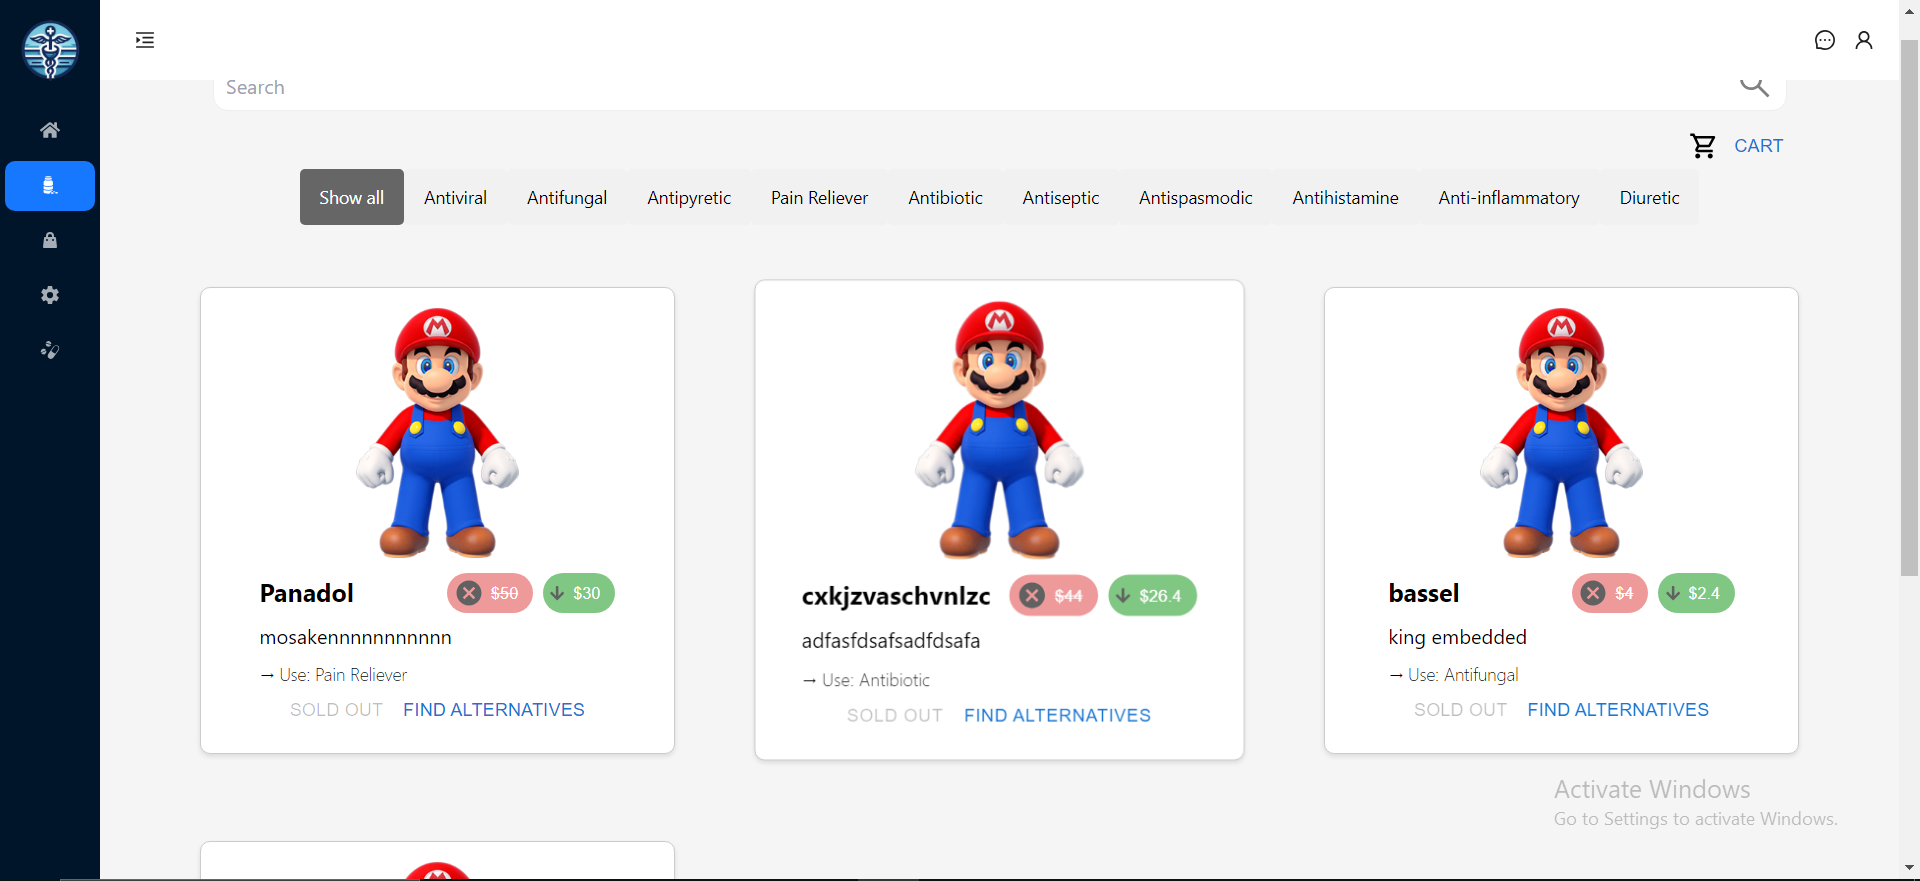 Search
CART
Show all Antiviral Antifungal Antipyretic Pain Reliever Antibiotic Antiseptic Antispasmodic Antihistamine Anti-inflammatory Diuretic
M
M
M
Panadol $50 $30
mosakennnnnnnnnnn
→ Use: Pain Reliever
SOLD OUT FIND ALTERNATIVES
cxkjzvaschvnlzc $44 $26.4
adfasfdsafsadfdsafa
→ Use: Antibiotic
SOLD OUT FIND ALTERNATIVES
bassel $4 $2.4
king embedded
→ Use: Antifungal
SOLD OUT FIND ALTERNATIVES
Activate Windows
Go to Settings to activate Windows.
M